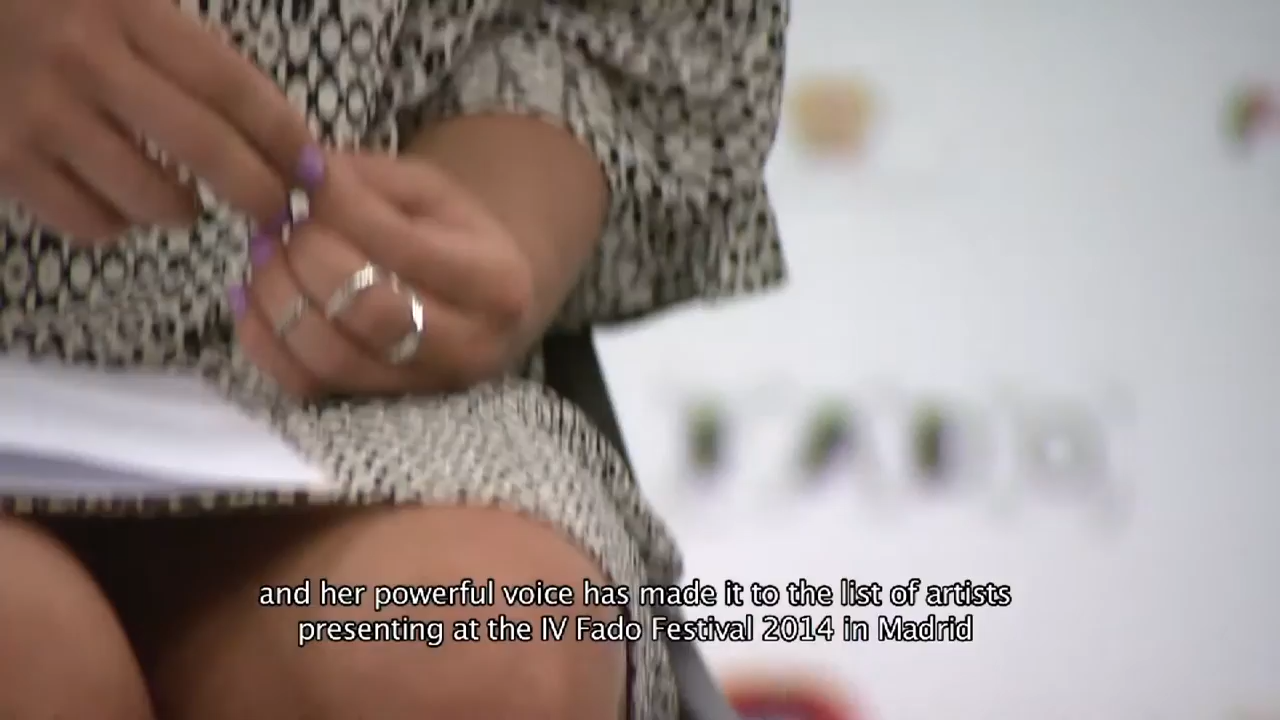 FADO
and her powerful voice has made it to the list of artists
presenting at the IV Fado Festival 2014 in Madrid